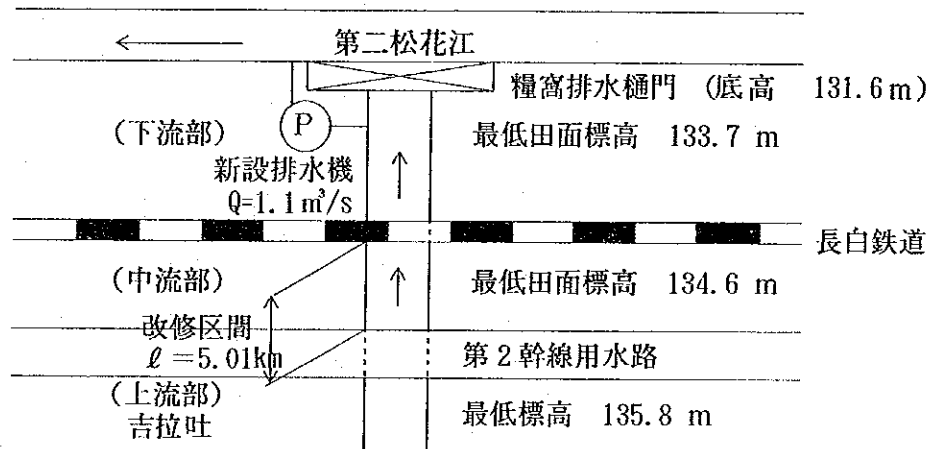 第二松花江
糧窩排水樋門 (底高 131.6m)
P
(下流部)
最低田面標高 133.7 m
新設排水機
Q=1.1m³/s
長白鉄道
(中流部)
最低田面標高 134.6 m
改修区間
ℓ=5.01km
第2幹線用水路
(上流部)
吉拉吐
最低標高 135.8 m